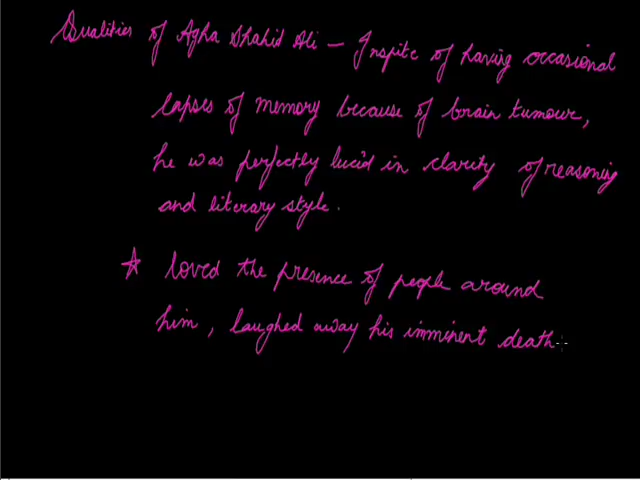 Qualities of Agha Shahid Ali - Inspite of having occasional
lapses of memory because of brain tumour,
he was perfectly lucid in clarity of reasoning
and literary style.
☆ loved the presence of people around
him, laughed away his imminent death